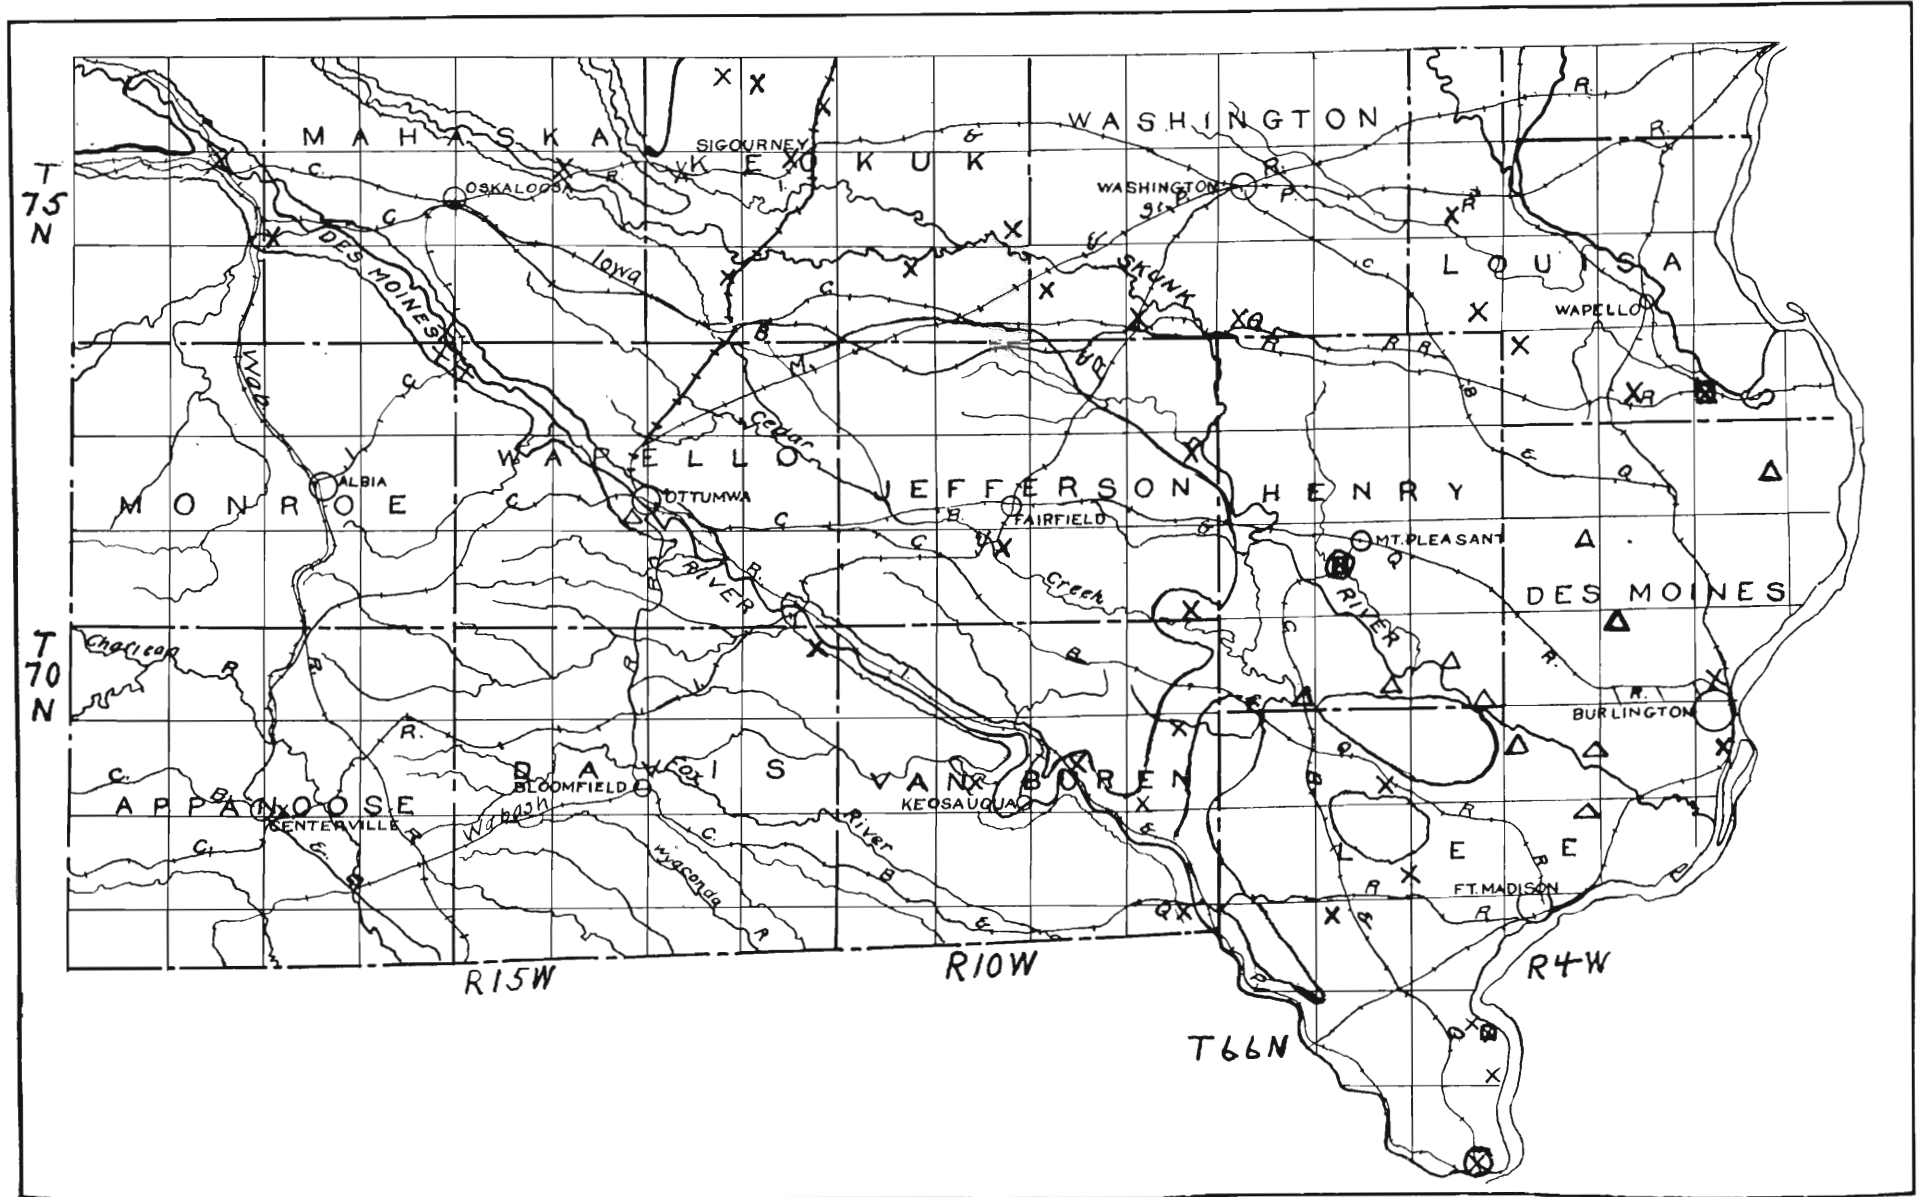 MAHASKA
WASHINGTON
SIGOURNEY
KEOKUK
T
75
N
OSKALOOSA
WASHINGTON
DES MOINES
Iowa
SKUNK
LOUISA
WAPELLO
Wab
Cedar
WAPELLO
ALBIA
MONROE
OTTUMWA
JEFFERSON
FAIRFIELD
HENRY
MT. PLEASANT
RIVER
Creek
RIVER
DES MOINES
T
70
N
Chariton
BURLINGTON
DAVIS
Fox
BLOOMFIELD
VAN BUREN
KEOSAUQUA
APPANOOSE
CENTERVILLE
Wabash
River
Wyaconda
LEE
FT. MADISON
R15W
R10W
R4W
T66N